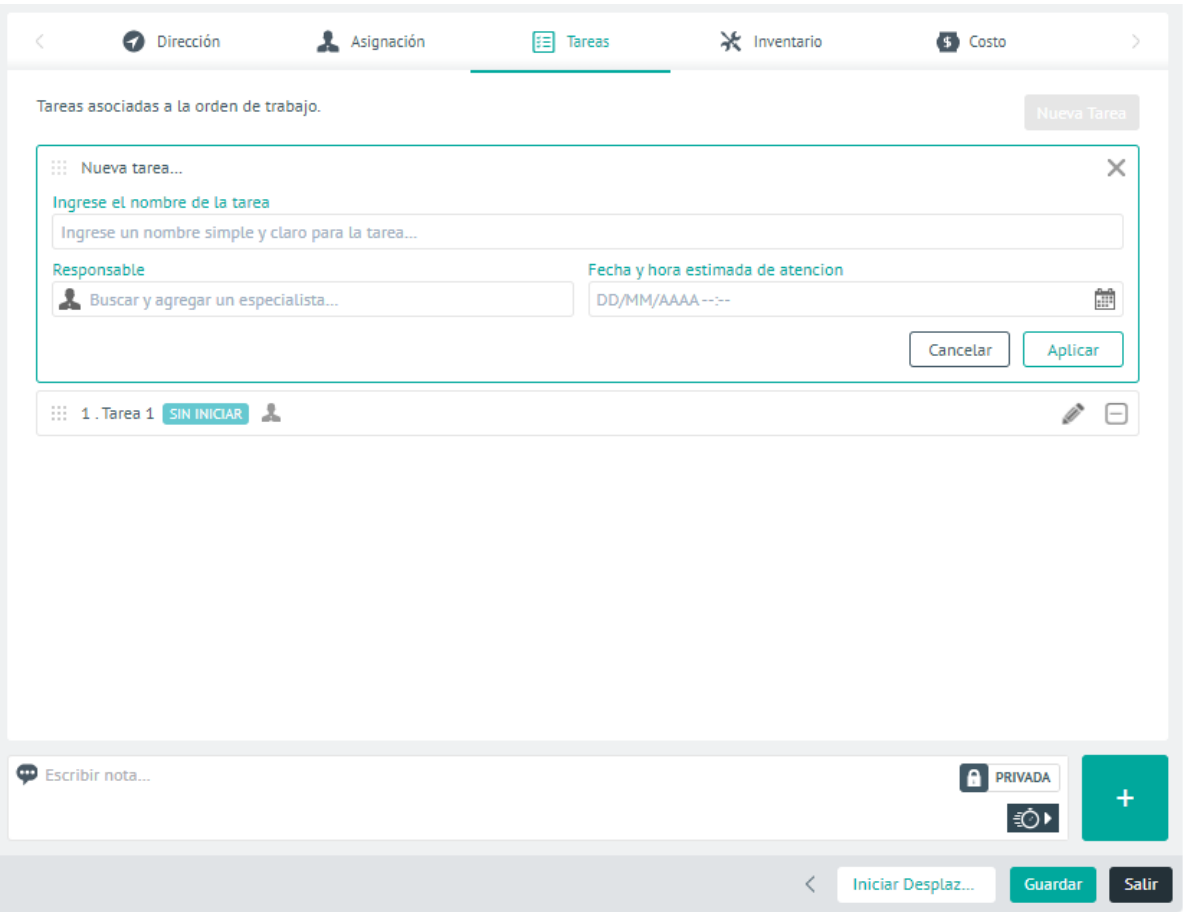 Dirección Asignación Tareas Inventario Costo
Tareas asociadas a la orden de trabajo.
Nueva Tarea
Nueva tarea...
Ingrese el nombre de la tarea
Ingrese un nombre simple y claro para la tarea...
Responsable Fecha y hora estimada de atencion
Buscar y agregar un especialista... DD/MM/AAAA --:--
Cancelar Aplicar
1 . Tarea 1 SIN INICIAR
Escribir nota...
PRIVADA
+
Iniciar Desplaz... Guardar Salir